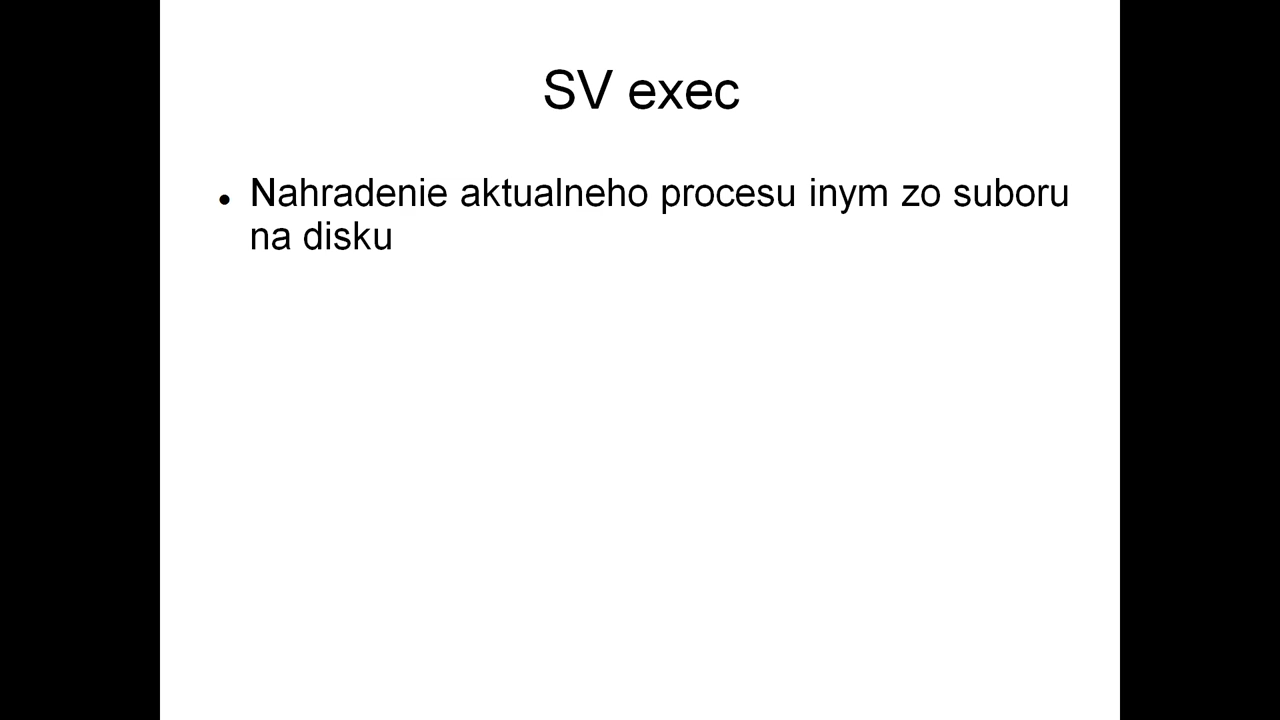 SV exec
Nahradenie aktualneho procesu inym zo suboru
na disku